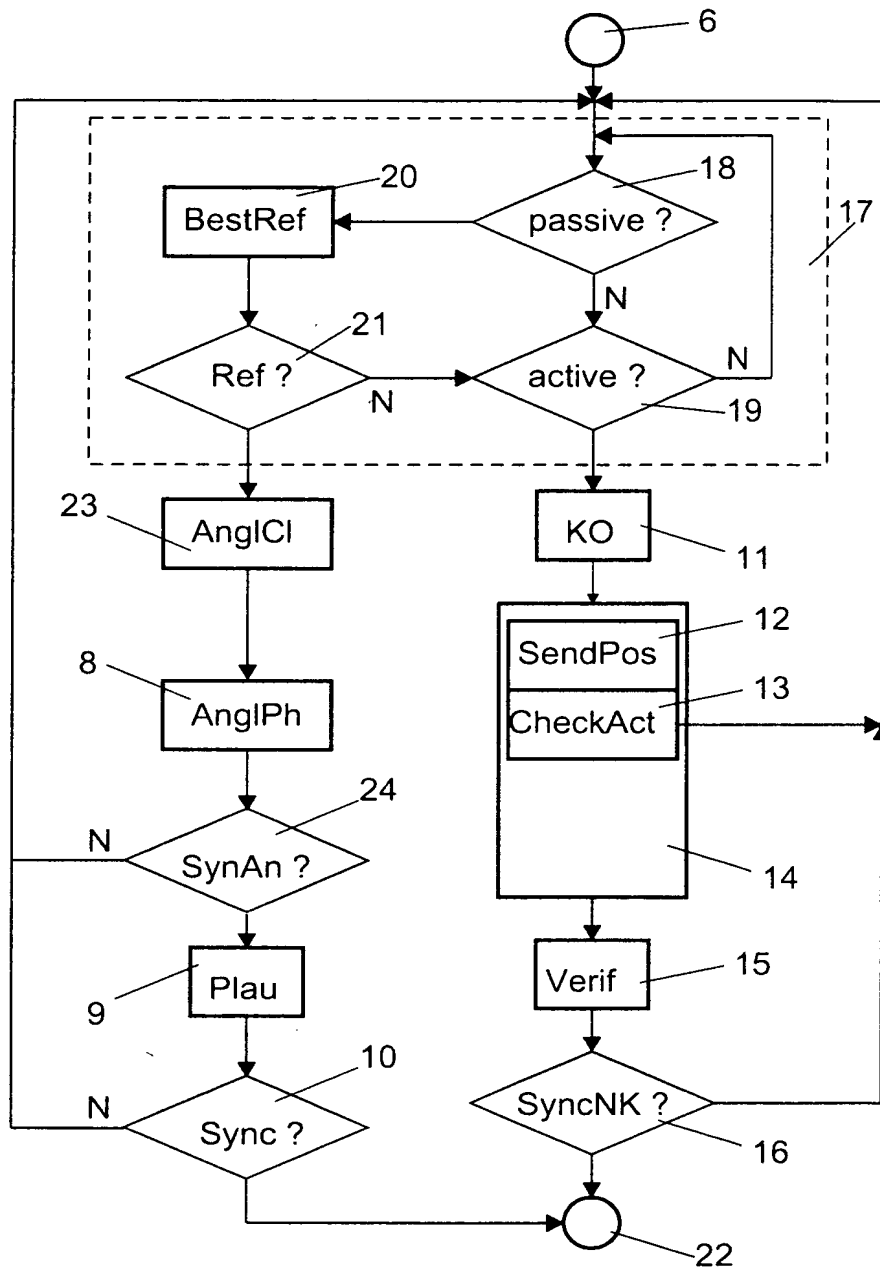 6
18
20
17
BestRef
passive ?
N
21
Ref ?
active ?
N
N
19
23
AnglCl
KO
11
12
SendPos
8
13
AnglPh
CheckAct
24
N
SynAn ?
14
15
Plau
Verif
9
10
N
Sync ?
SyncNK ?
16
22